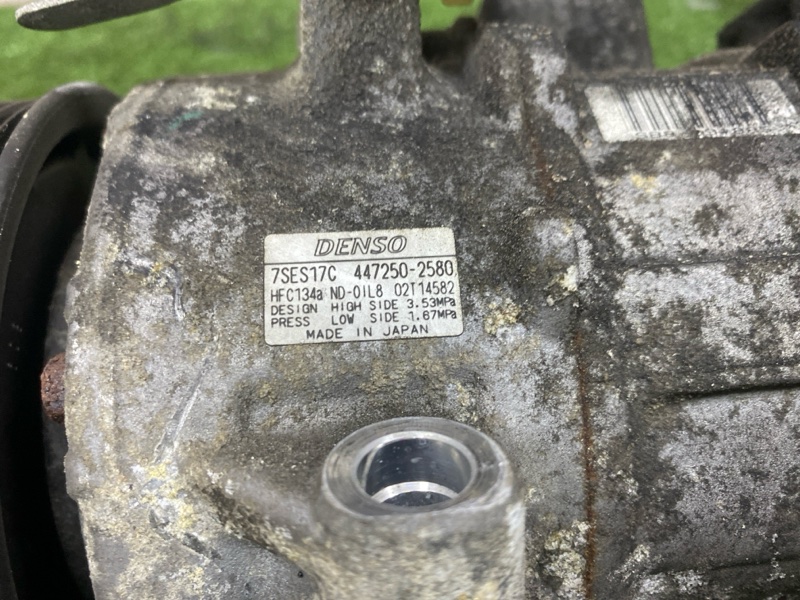 DENSO
7SES17C 447250-2580
HFC134a ND-OIL8 02T14582
DESIGN HIGH SIDE 3.53MPa
PRESS LOW SIDE 1.67MPa
MADE IN JAPAN